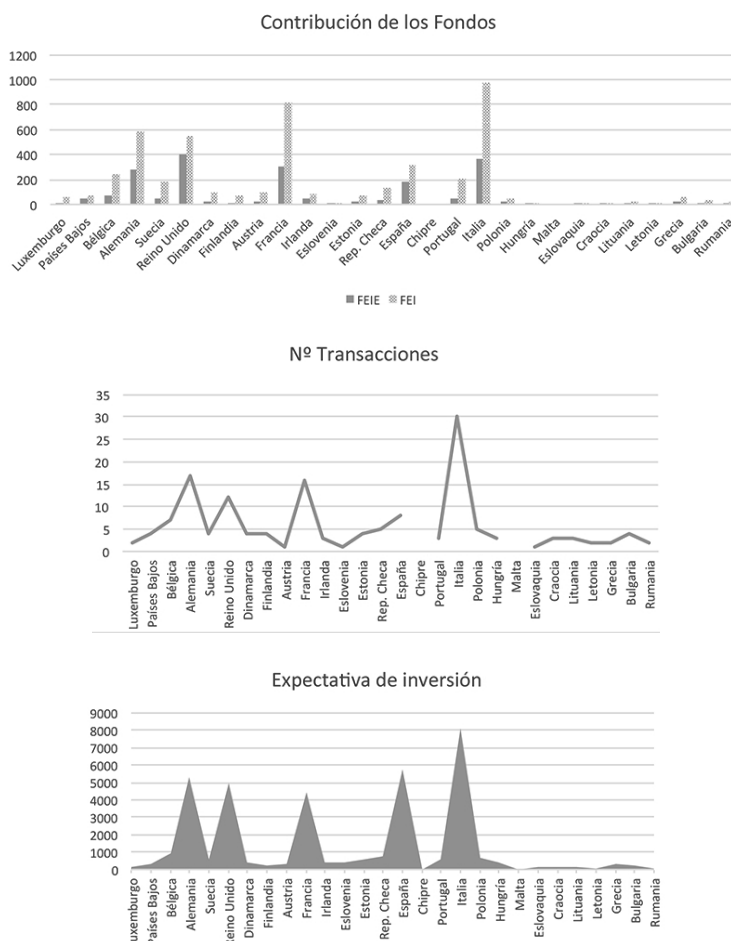 Contribución de los Fondos
1200
1000
800
600
400
200
0
Luxemburgo
Países Bajos
Bélgica
Alemania
Suecia
Reino Unido
Dinamarca
Finlandia
Austria
Francia
Irlanda
Eslovenia
Estonia
Rep. Checa
España
Chipre
Portugal
Italia
Polonia
Hungría
Malta
Eslovaquia
Craocia
Lituania
Letonia
Grecia
Bulgaria
Rumania
FEIE FEI
Nº Transacciones
35
30
25
20
15
10
5
0
Luxemburgo
Países Bajos
Bélgica
Alemania
Suecia
Reino Unido
Dinamarca
Finlandia
Austria
Francia
Irlanda
Eslovenia
Estonia
Rep. Checa
España
Chipre
Portugal
Italia
Polonia
Hungría
Malta
Eslovaquia
Craocia
Lituania
Letonia
Grecia
Bulgaria
Rumania
Expectativa de inversión
9000
8000
7000
6000
5000
4000
3000
2000
1000
0
Luxemburgo
Países Bajos
Bélgica
Alemania
Suecia
Reino Unido
Dinamarca
Finlandia
Austria
Francia
Irlanda
Eslovenia
Estonia
Rep. Checa
España
Chipre
Portugal
Italia
Polonia
Hungría
Malta
Eslovaquia
Craocia
Lituania
Letonia
Grecia
Bulgaria
Rumania